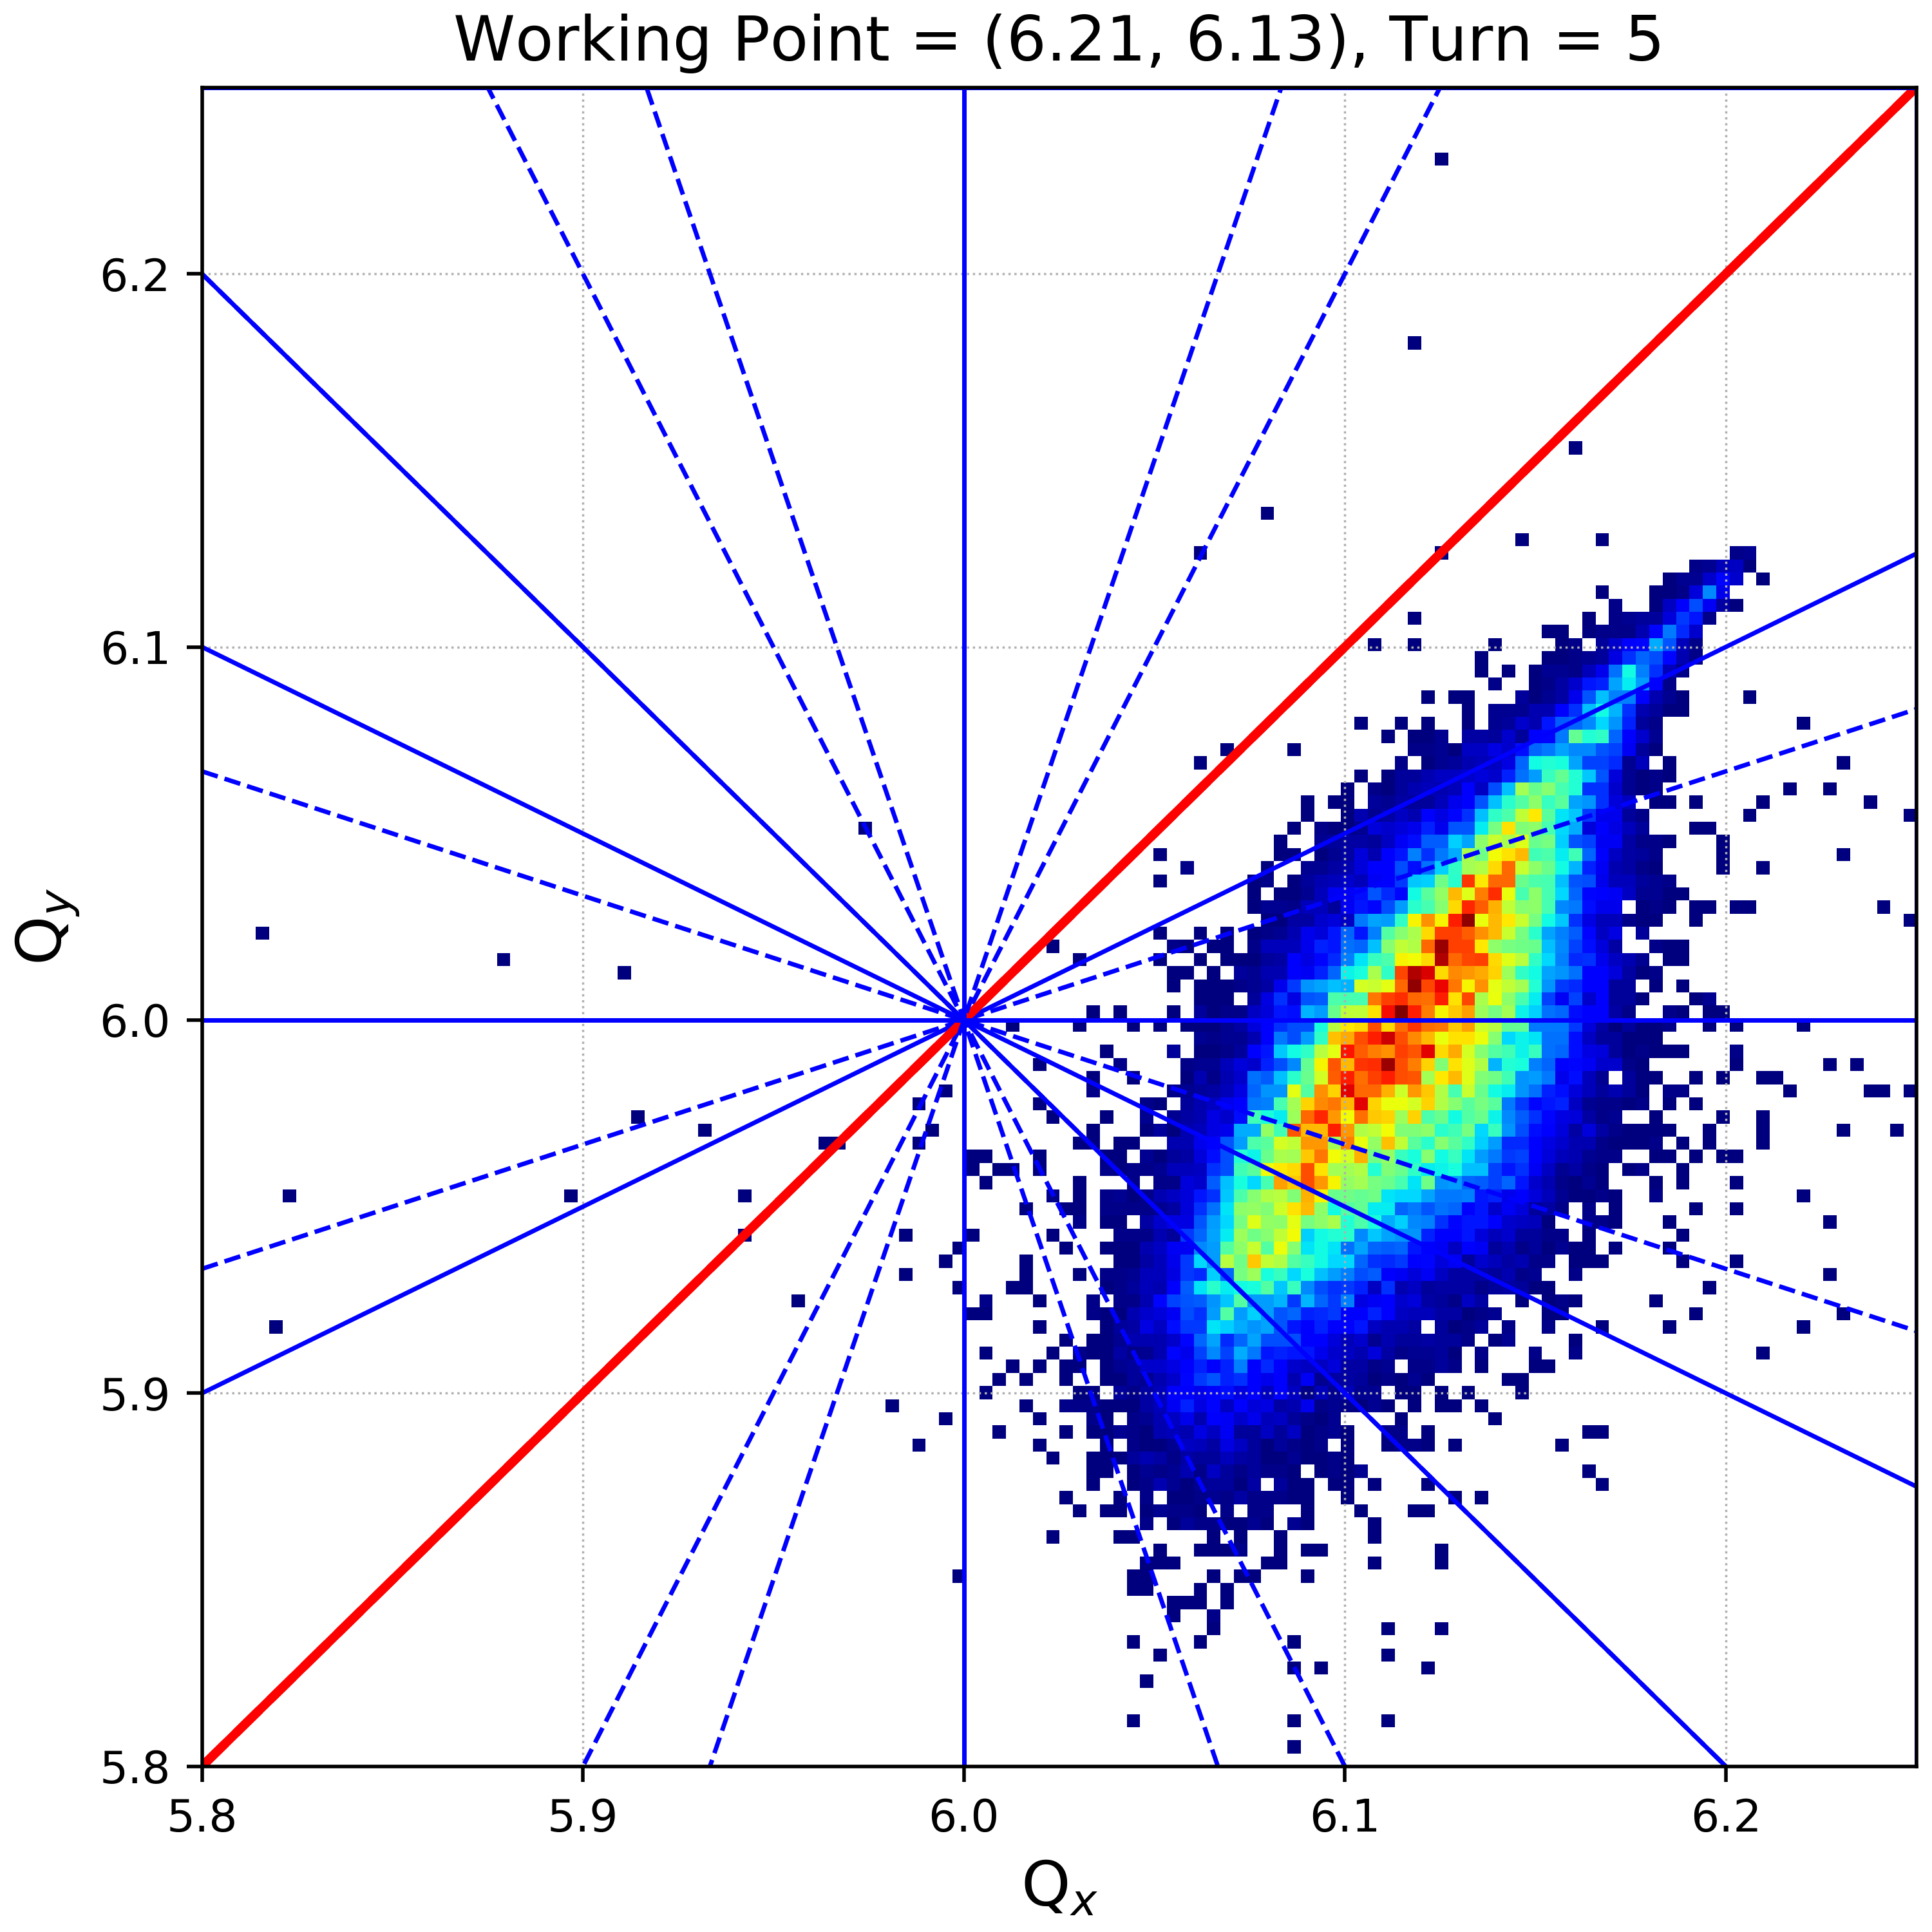 Working Point = (6.21, 6.13), Turn = 5
6.2
6.1
6.0
5.9
5.8
Qy
5.8 5.9 6.0 6.1 6.2
Qx